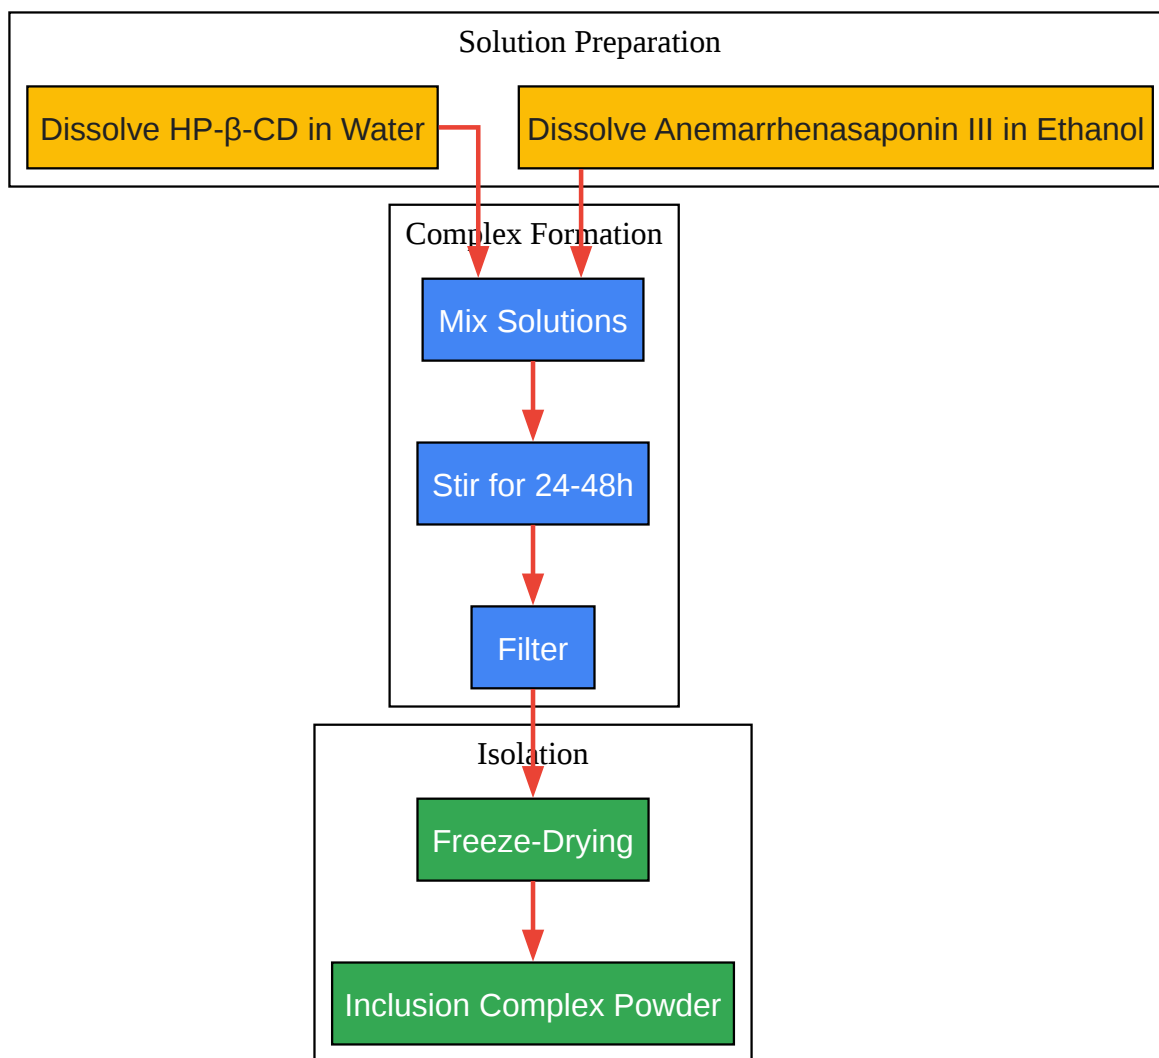 Solution Preparation
Dissolve HP-β-CD in Water
Dissolve Anemarrhenasaponin III in Ethanol
Complex Formation
Mix Solutions
Stir for 24-48h
Filter
Isolation
Freeze-Drying
Inclusion Complex Powder